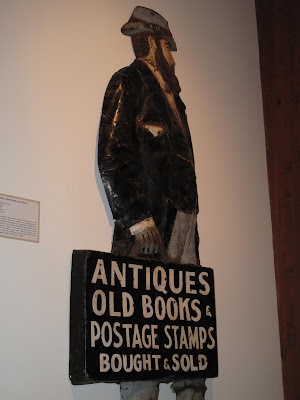 ANTIQUES
OLD BOOKS &
POSTAGE STAMPS
BOUGHT & SOLD